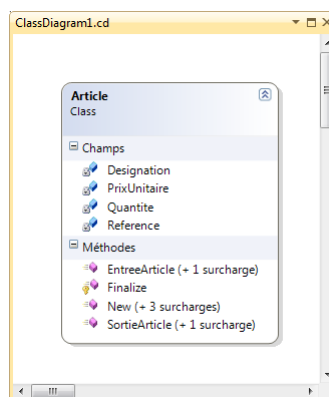 ClassDiagram1.cd
Article
Class
Champs
Designation
PrixUnitaire
Quantite
Reference
Méthodes
EntreeArticle (+ 1 surcharge)
Finalize
New (+ 3 surcharges)
SortieArticle (+ 1 surcharge)